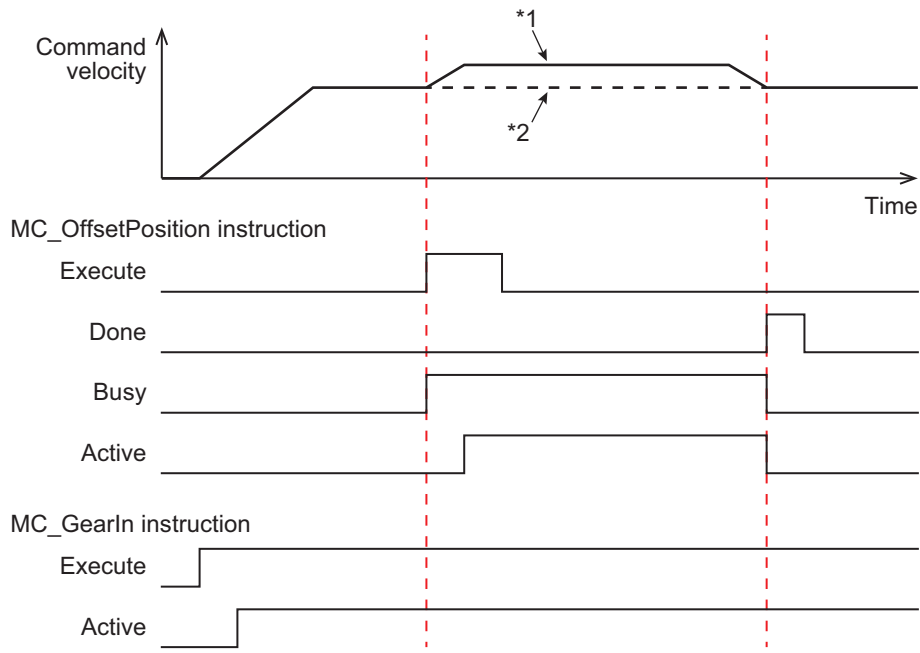 *1
Command
velocity
*2
Time
MC_OffsetPosition instruction
Execute
Done
Busy
Active
MC_GearIn instruction
Execute
Active